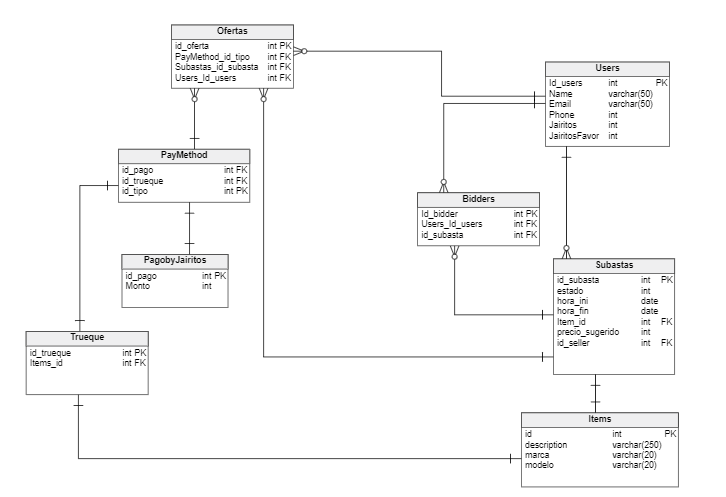 Ofertas
id_oferta int PK
PayMethod_id_tipo int FK
Subastas_id_subasta int FK
Users_Id_users int FK
Users
Id_users int PK
Name varchar(50)
Email varchar(50)
Phone int
Jairitos int
JairitosFavor int
PayMethod
id_pago int FK
id_trueque int FK
id_tipo int PK
Bidders
Id_bidder int PK
Users_Id_users int FK
id_subasta int FK
PagobyJairitos
id_pago int PK
Monto int
Subastas
id_subasta int PK
estado int
hora_ini date
hora_fin date
Item_id int FK
precio_sugerido int
id_seller int FK
Trueque
id_trueque int PK
Items_id int FK
Items
id int PK
description varchar(250)
marca varchar(20)
modelo varchar(20)